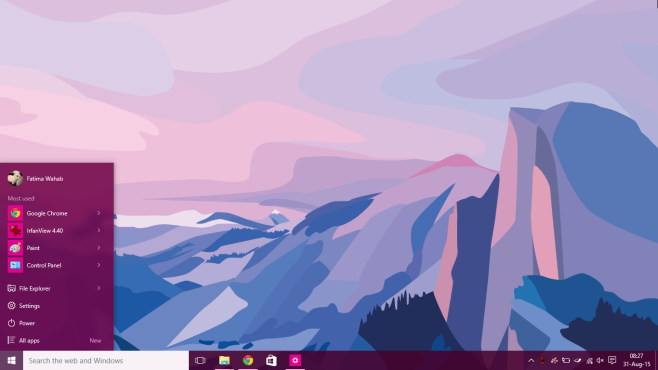 Fatima Wahab
Most used
Google Chrome
IrfanView 4.40
Paint
Control Panel
File Explorer
Settings
Power
All apps New
Search the web and Windows
08:27
31-Aug-15